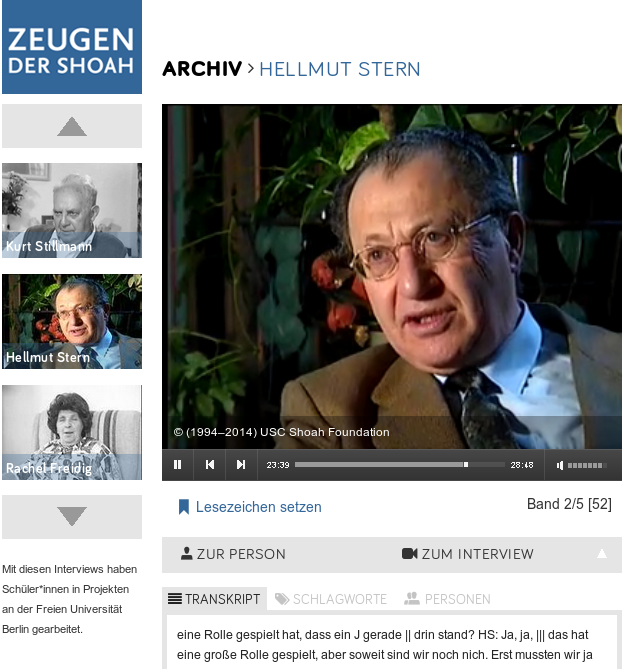 ZEUGEN
DER SHOAH
ARCHIV › HELLMUT STERN
Kurt Stillmann
Hellmut Stern
Rachel Freidig
Mit diesen Interviews haben
Schüler*innen in Projekten
an der Freien Universität
Berlin gearbeitet.
© (1994–2014) USC Shoah Foundation
23:39
28:48
Lesezeichen setzen
Band 2/5 [52]
ZUR PERSON
ZUM INTERVIEW
TRANSKRIPT
SCHLAGWORTE
PERSONEN
eine Rolle gespielt hat, dass ein J gerade || drin stand? HS: Ja, ja, ||| das hat
eine große Rolle gespielt, aber soweit sind wir noch nich. Erst mussten wir ja